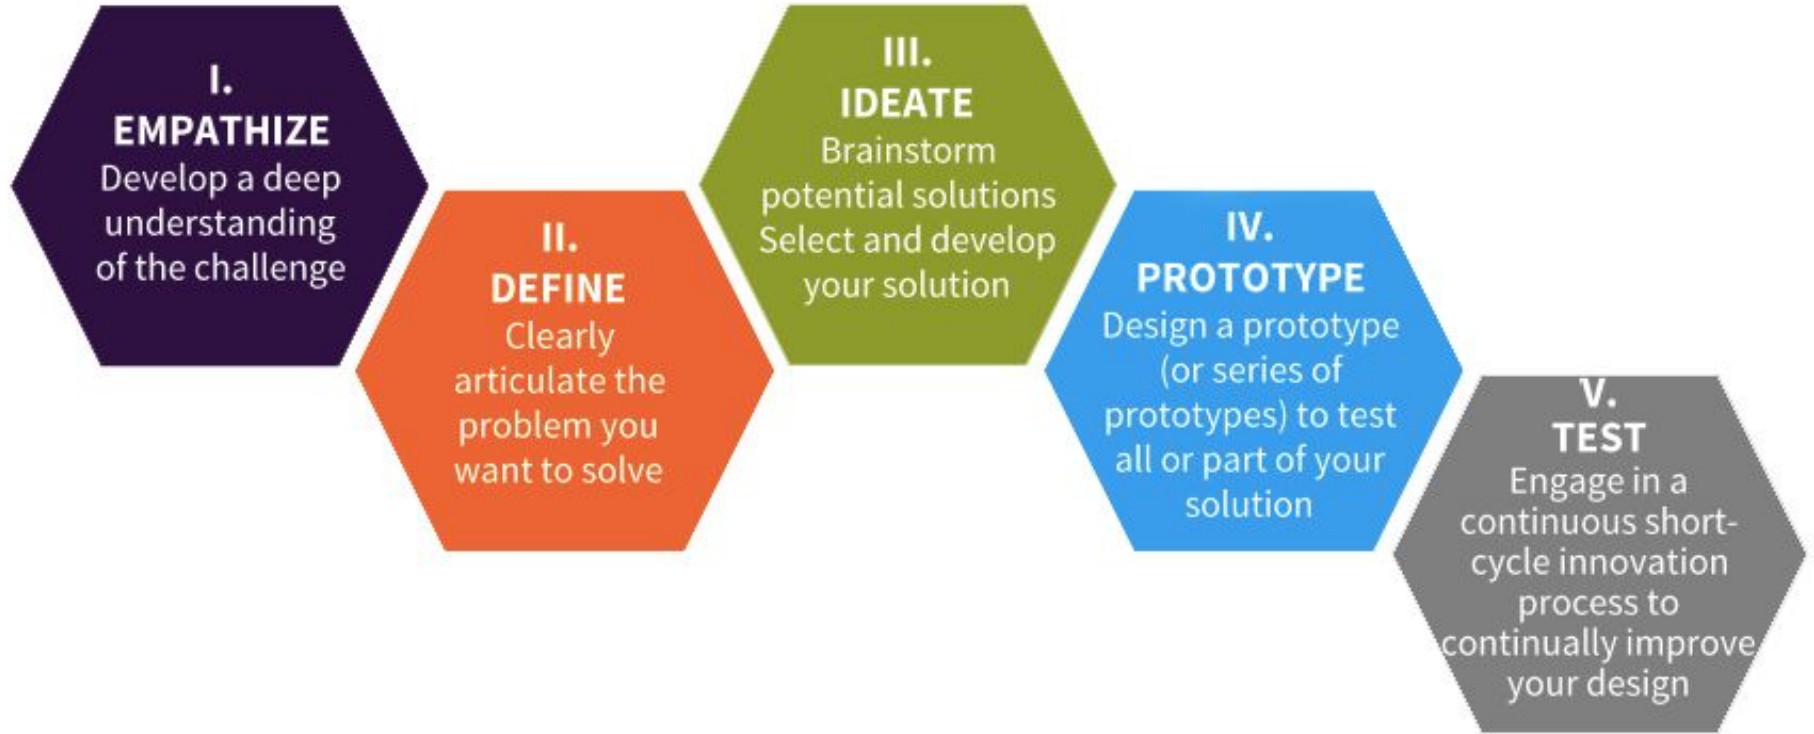 I.
EMPATHIZE
Develop a deep
understanding
of the challenge
II.
DEFINE
Clearly
articulate the
problem you
want to solve
III.
IDEATE
Brainstorm
potential solutions
Select and develop
your solution
IV.
PROTOTYPE
Design a prototype
(or series of
prototypes) to test
all or part of your
solution
V.
TEST
Engage in a
continuous short-
cycle innovation
process to
continually improve
your design